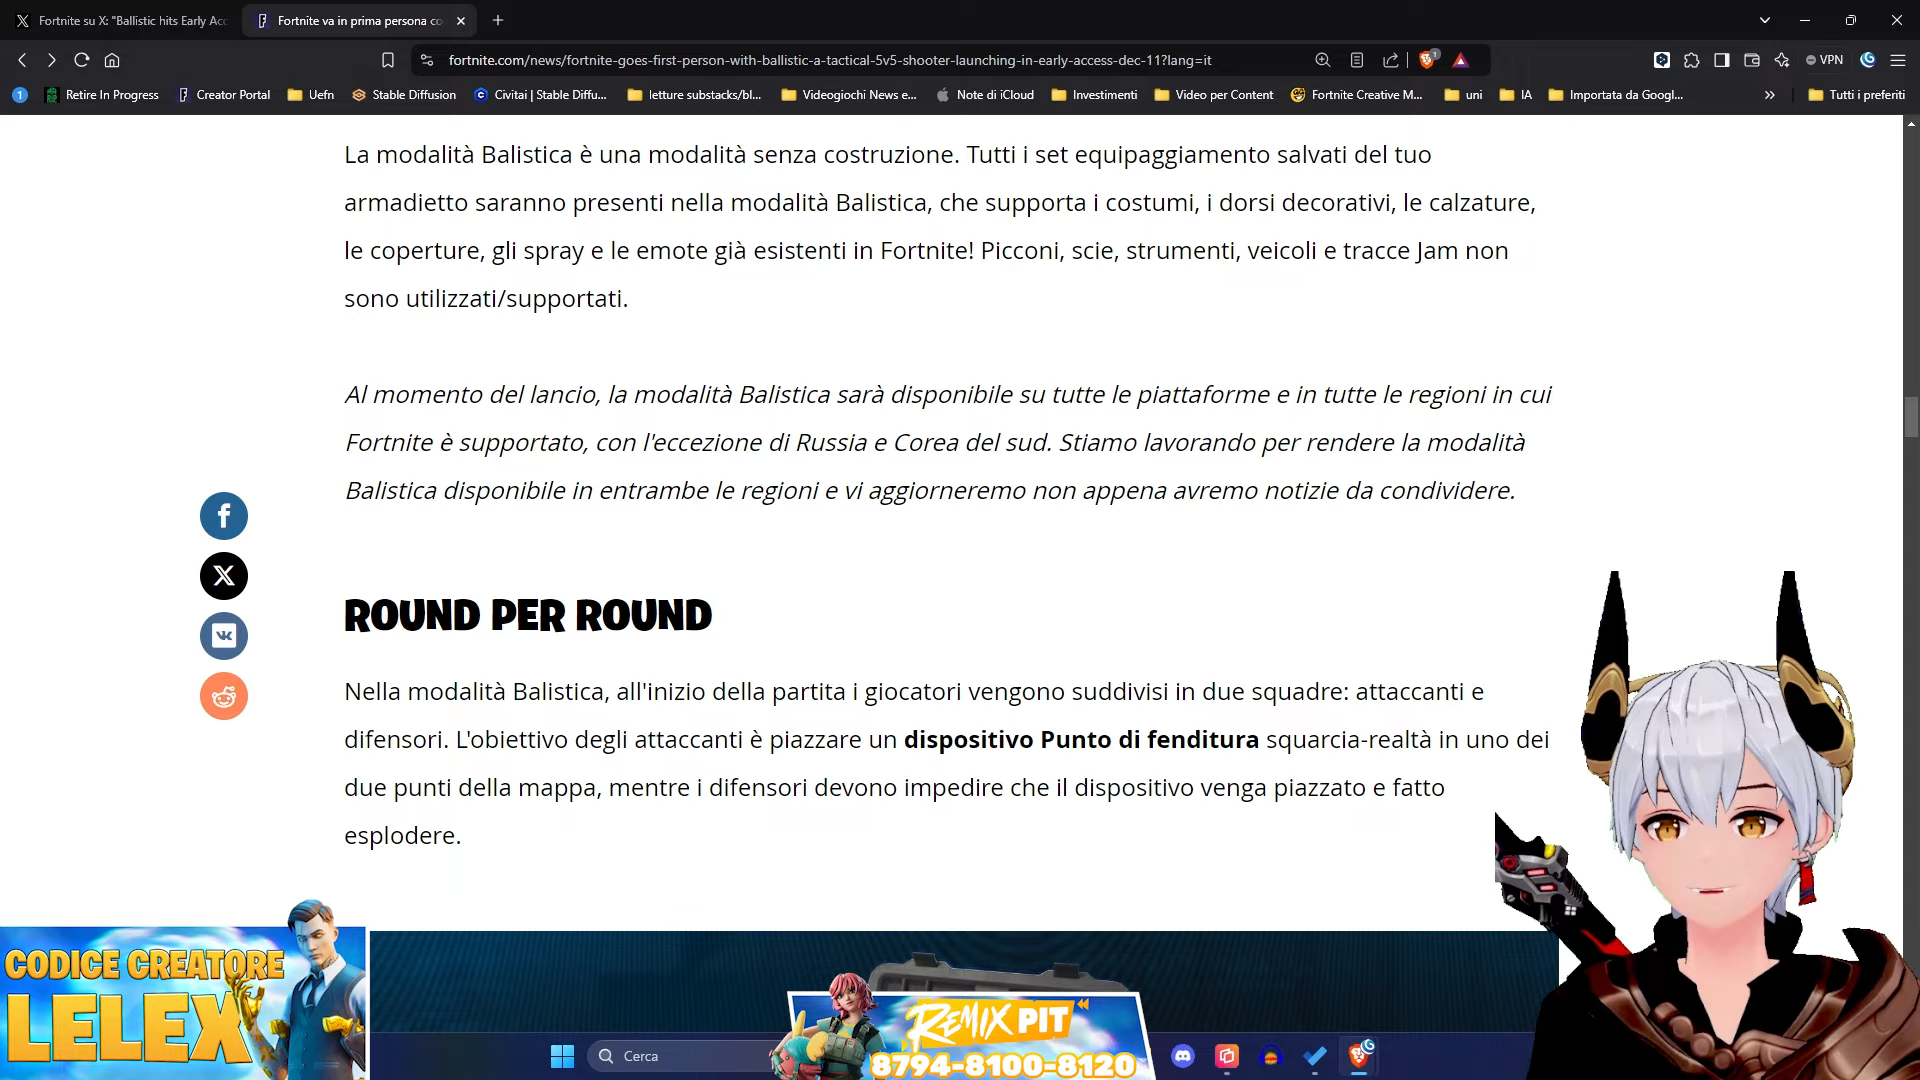 Fortnite su X: "Ballistic hits Early Acc
Fortnite va in prima persona co
fortnite.com/news/fortnite-goes-first-person-with-ballistic-a-tactical-5v5-shooter-launching-in-early-access-dec-11?lang=it
1
VPN
1
Retire In Progress
Creator Portal
Uefn
Stable Diffusion
Civitai | Stable Diffu...
letture substacks/bl...
Videogiochi News e...
Note di iCloud
Investimenti
Video per Content
Fortnite Creative M...
uni
IA
Importata da Googl...
»
Tutti i preferiti
La modalità Balistica è una modalità senza costruzione. Tutti i set equipaggiamento salvati del tuo
armadietto saranno presenti nella modalità Balistica, che supporta i costumi, i dorsi decorativi, le calzature,
le coperture, gli spray e le emote già esistenti in Fortnite! Picconi, scie, strumenti, veicoli e tracce Jam non
sono utilizzati/supportati.
Al momento del lancio, la modalità Balistica sarà disponibile su tutte le piattaforme e in tutte le regioni in cui
Fortnite è supportato, con l'eccezione di Russia e Corea del sud. Stiamo lavorando per rendere la modalità
Balistica disponibile in entrambe le regioni e vi aggiorneremo non appena avremo notizie da condividere.
ROUND PER ROUND
Nella modalità Balistica, all'inizio della partita i giocatori vengono suddivisi in due squadre: attaccanti e
difensori. L'obiettivo degli attaccanti è piazzare un dispositivo Punto di fenditura squarcia-realtà in uno dei
due punti della mappa, mentre i difensori devono impedire che il dispositivo venga piazzato e fatto
esplodere.
CODICE CREATORE
LELEX
REMIX PIT
8794-8100-8120
Cerca